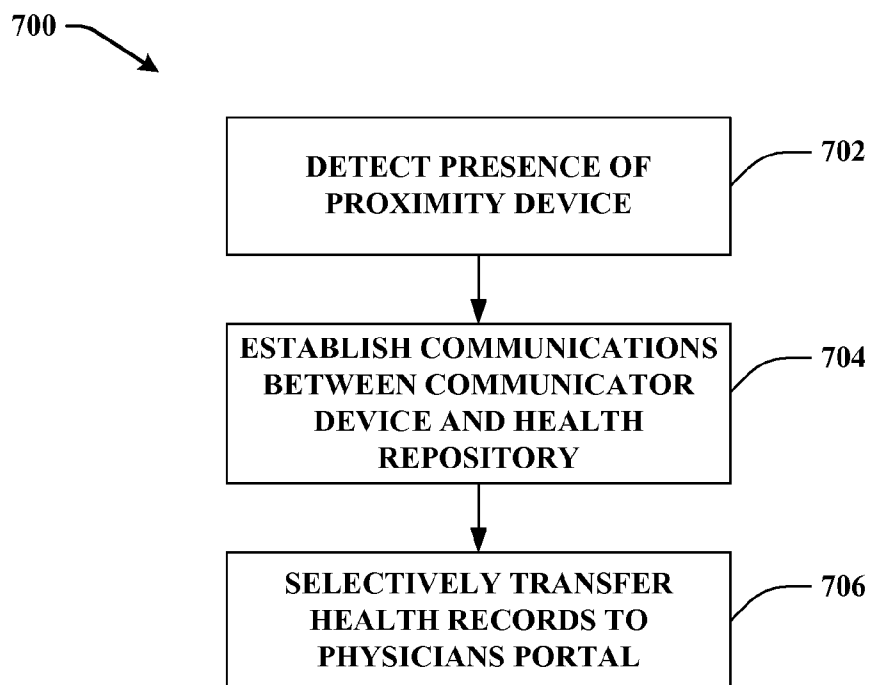 700
DETECT PRESENCE OF
PROXIMITY DEVICE
702
ESTABLISH COMMUNICATIONS
BETWEEN COMMUNICATOR
DEVICE AND HEALTH
REPOSITORY
704
SELECTIVELY TRANSFER
HEALTH RECORDS TO
PHYSICIANS PORTAL
706